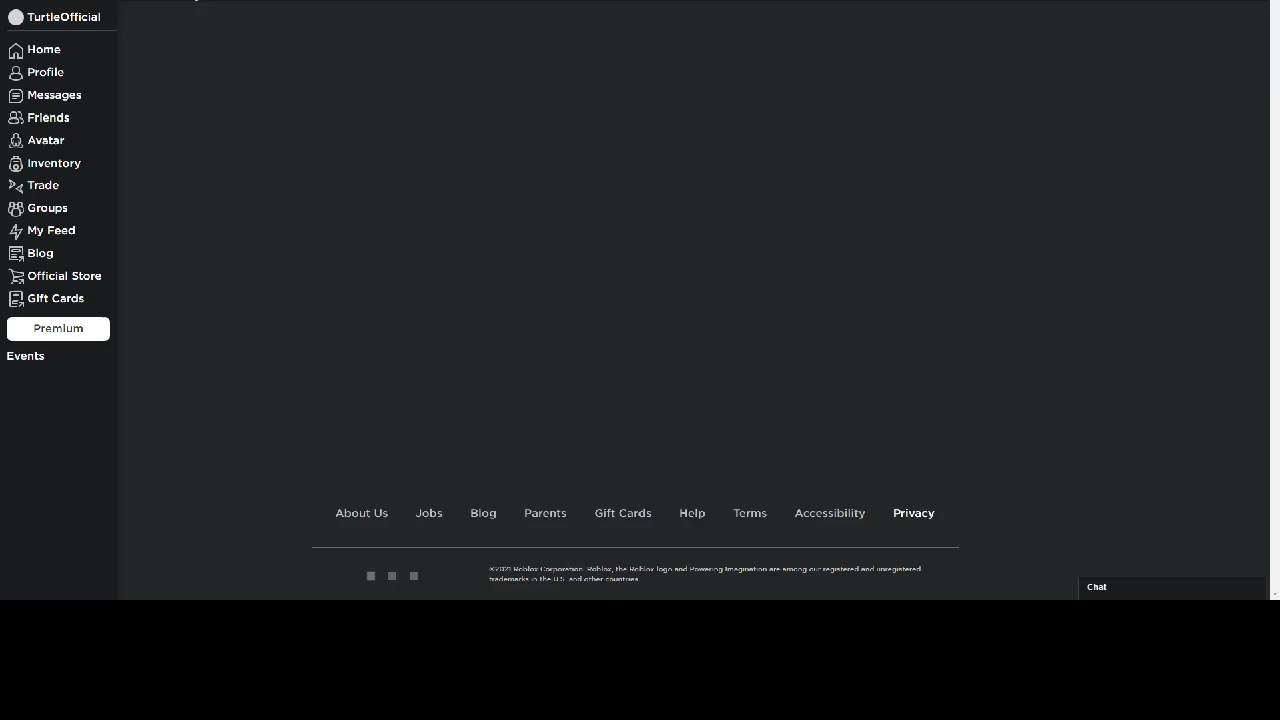 TurtleOfficial
Home
Profile
Messages
Friends
Avatar
Inventory
Trade
Groups
My Feed
Blog
Official Store
Gift Cards
Premium
Events
About Us Jobs Blog Parents Gift Cards Help Terms Accessibility Privacy
©2021 Roblox Corporation. Roblox, the Roblox logo and Powering Imagination are among our registered and unregistered
trademarks in the U.S. and other countries.
Chat